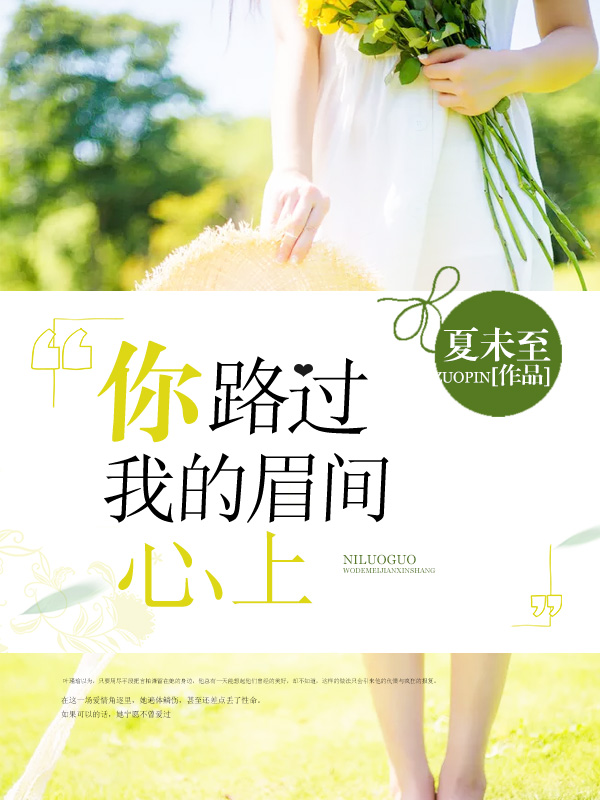 夏未至
ZUOPIN[作品]
你路过
我的眉间
心上
NILUOGUO
WODEMEIJIANXINSHANG
在这一场爱情角逐里，她遍体鳞伤，甚至还差点丢了性命。
如果可以的话，她宁愿不曾爱过